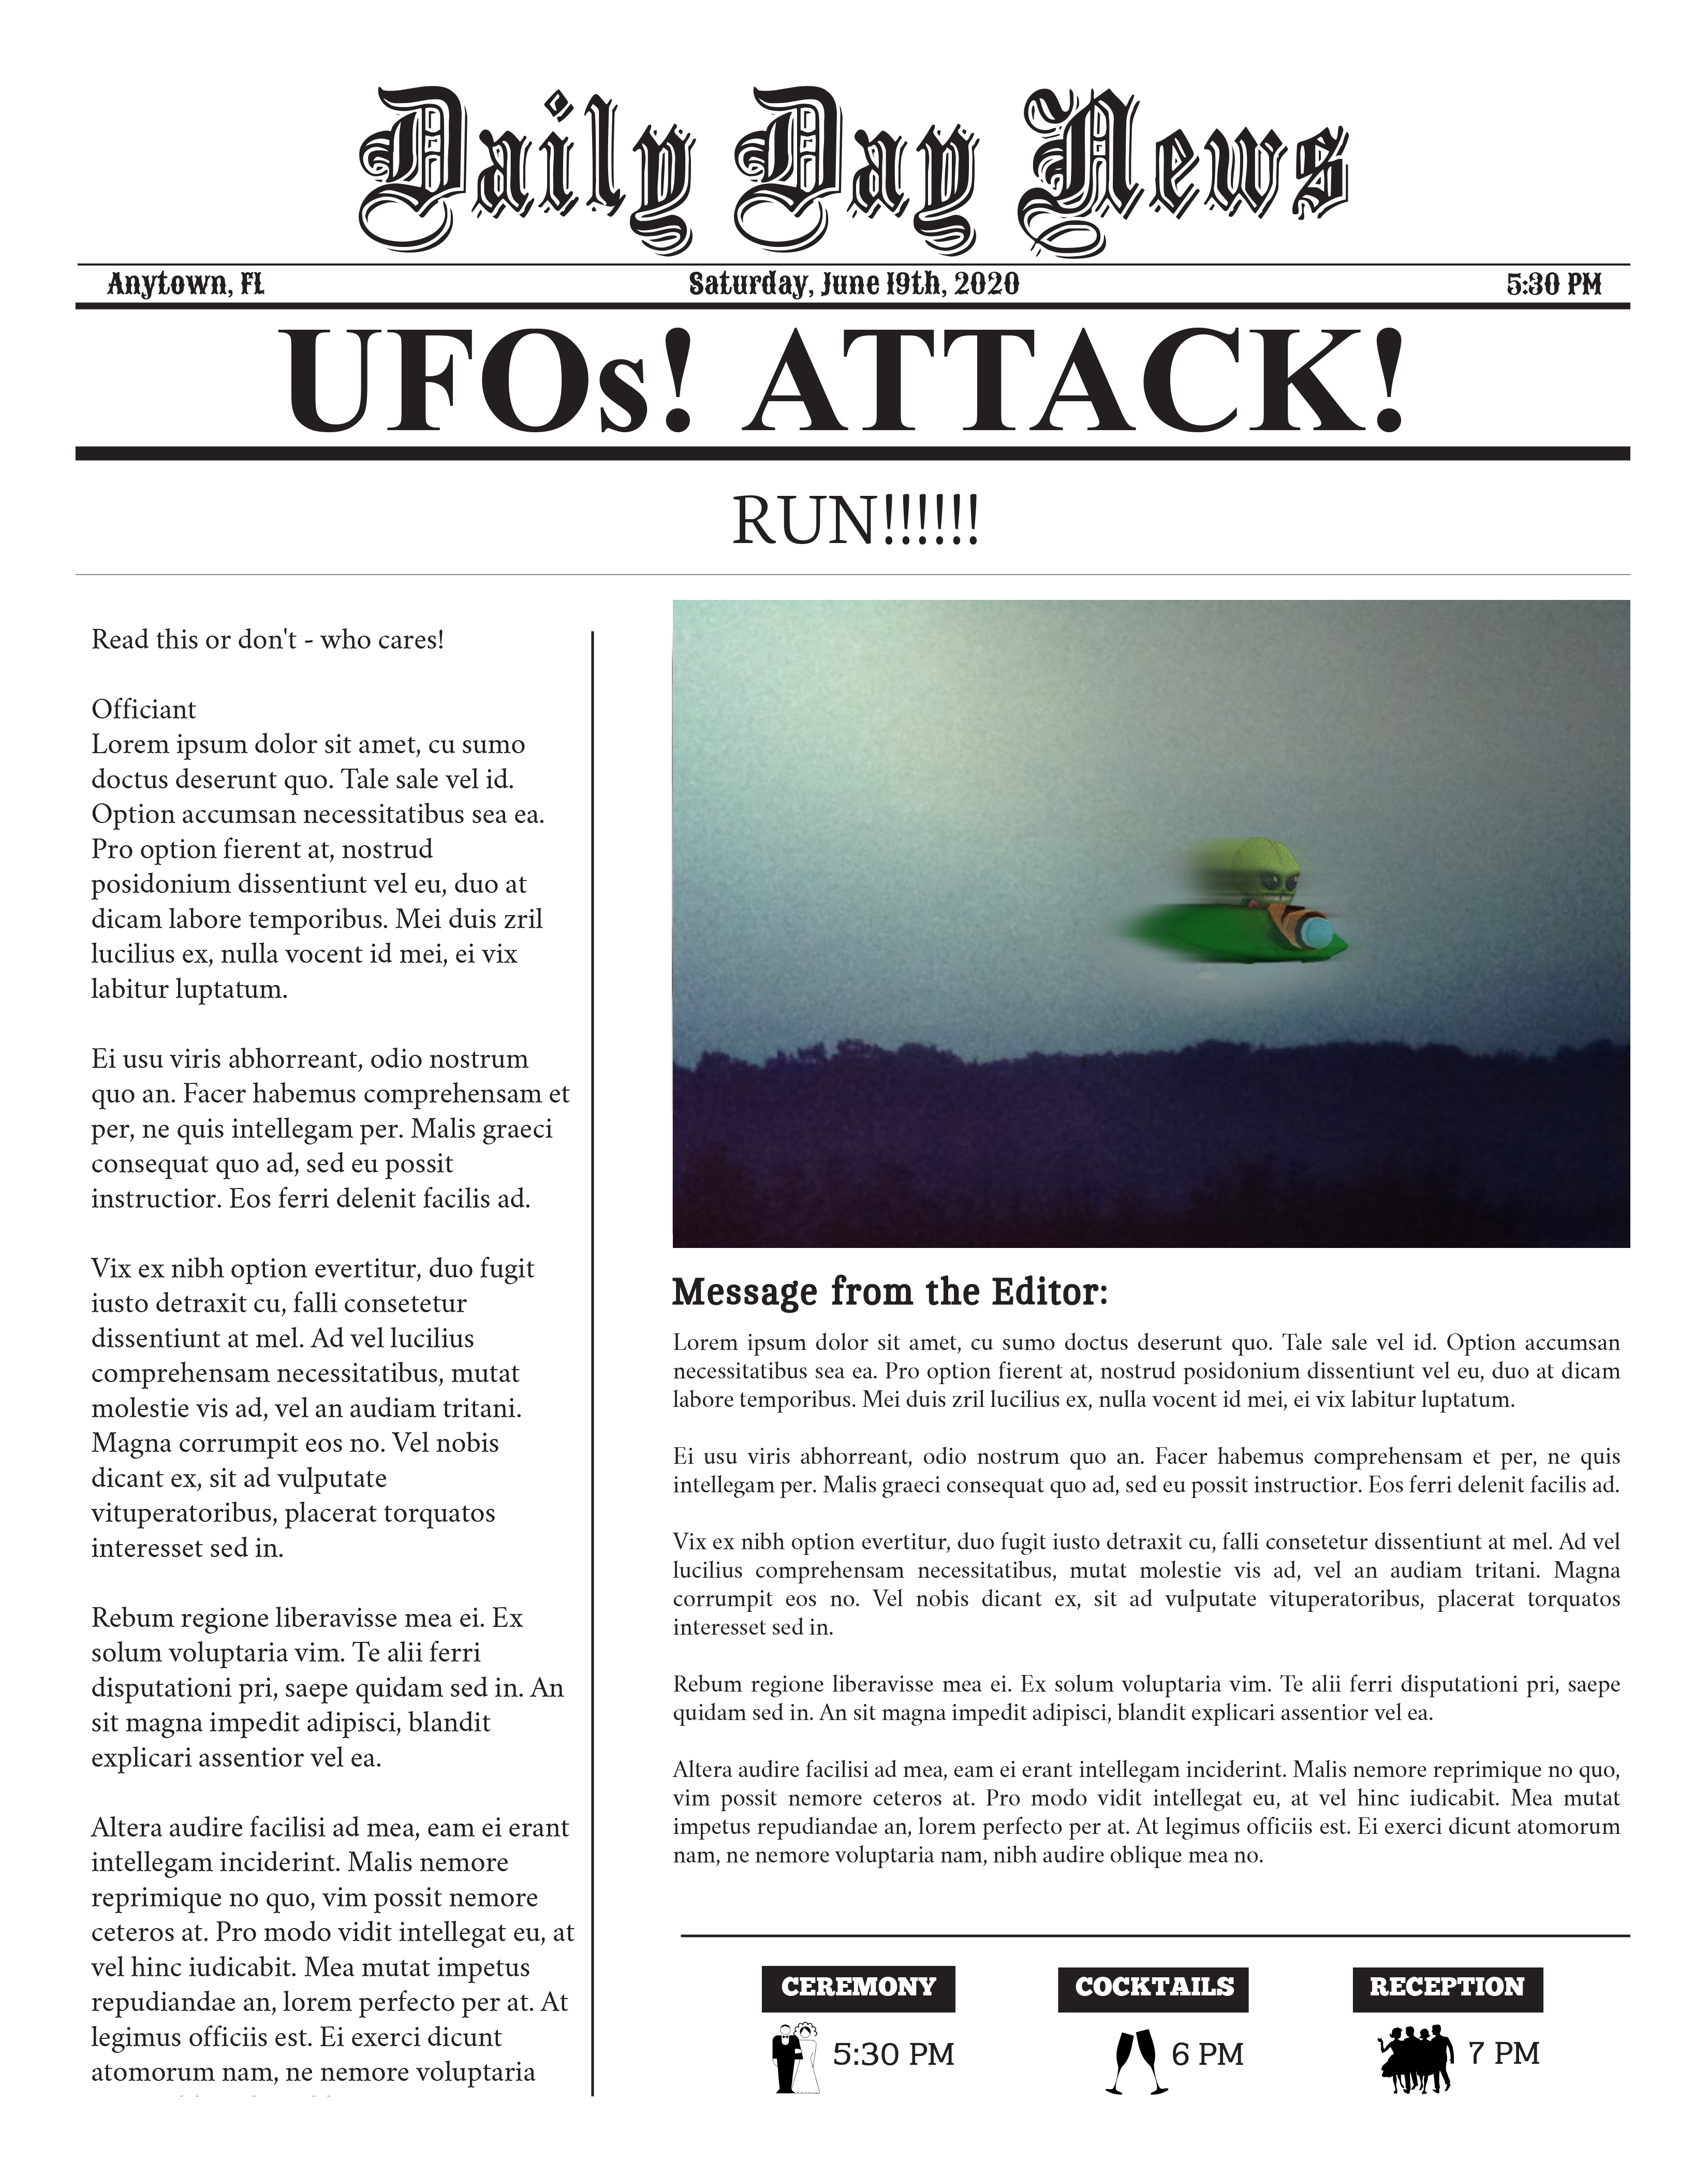 Daily Day News
Anytown, FL
Saturday, June 19th, 2020
5:30 PM
UFOs! ATTACK!
RUN!!!!!!
Read this or don't - who cares!
Officiant
Lorem ipsum dolor sit amet, cu sumo
doctus deserunt quo. Tale sale vel id.
Option accumsan necessitatibus sea ea.
Pro option fierent at, nostrud
posidonium dissentiunt vel eu, duo at
dicam labore temporibus. Mei duis zril
lucilius ex, nulla vocent id mei, ei vix
labitur luptatum.
Ei usu viris abhorreant, odio nostrum
quo an. Facer habemus comprehensam et
per, ne quis intellegam per. Malis graeci
consequat quo ad, sed eu possit
instructior. Eos ferri delenit facilis ad.
Vix ex nibh option evertitur, duo fugit
iusto detraxit cu, falli consetetur
dissentiunt at mel. Ad vel lucilius
comprehensam necessitatibus, mutat
molestie vis ad, vel an audiam tritani.
Magna corrumpit eos no. Vel nobis
dicant ex, sit ad vulputate
vituperatoribus, placerat torquatos
interesset sed in.
Rebum regione liberavisse mea ei. Ex
solum voluptaria vim. Te alii ferri
disputationi pri, saepe quidam sed in. An
sit magna impedit adipisci, blandit
explicari assentior vel ea.
Altera audire facilisi ad mea, eam ei erant
intellegam inciderint. Malis nemore
reprimique no quo, vim possit nemore
ceteros at. Pro modo vidit intellegat eu, at
vel hinc iudicabit. Mea mutat impetus
repudiandae an, lorem perfecto per at. At
legimus officiis est. Ei exerci dicunt
atomorum nam, ne nemore voluptaria
Message from the Editor:
Lorem ipsum dolor sit amet, cu sumo doctus deserunt quo. Tale sale vel id. Option accumsan
necessitatibus sea ea. Pro option fierent at, nostrud posidonium dissentiunt vel eu, duo at dicam
labore temporibus. Mei duis zril lucilius ex, nulla vocent id mei, ei vix labitur luptatum.
Ei usu viris abhorreant, odio nostrum quo an. Facer habemus comprehensam et per, ne quis
intellegam per. Malis graeci consequat quo ad, sed eu possit instructior. Eos ferri delenit facilis ad.
Vix ex nibh option evertitur, duo fugit iusto detraxit cu, falli consetetur dissentiunt at mel. Ad vel
lucilius comprehensam necessitatibus, mutat molestie vis ad, vel an audiam tritani. Magna
corrumpit eos no. Vel nobis dicant ex, sit ad vulputate vituperatoribus, placerat torquatos
interesset sed in.
Rebum regione liberavisse mea ei. Ex solum voluptaria vim. Te alii ferri disputationi pri, saepe
quidam sed in. An sit magna impedit adipisci, blandit explicari assentior vel ea.
Altera audire facilisi ad mea, eam ei erant intellegam inciderint. Malis nemore reprimique no quo,
vim possit nemore ceteros at. Pro modo vidit intellegat eu, at vel hinc iudicabit. Mea mutat
impetus repudiandae an, lorem perfecto per at. At legimus officiis est. Ei exerci dicunt atomorum
nam, ne nemore voluptaria nam, nibh audire oblique mea no.
CEREMONY
5:30 PM
COCKTAILS
6 PM
RECEPTION
7 PM